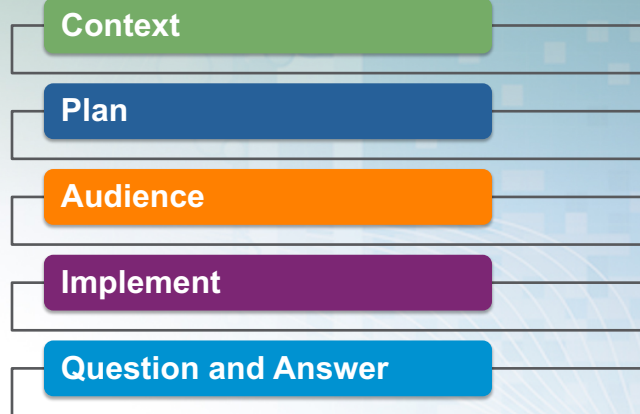 Context
Plan
Audience
Implement
Question and Answer